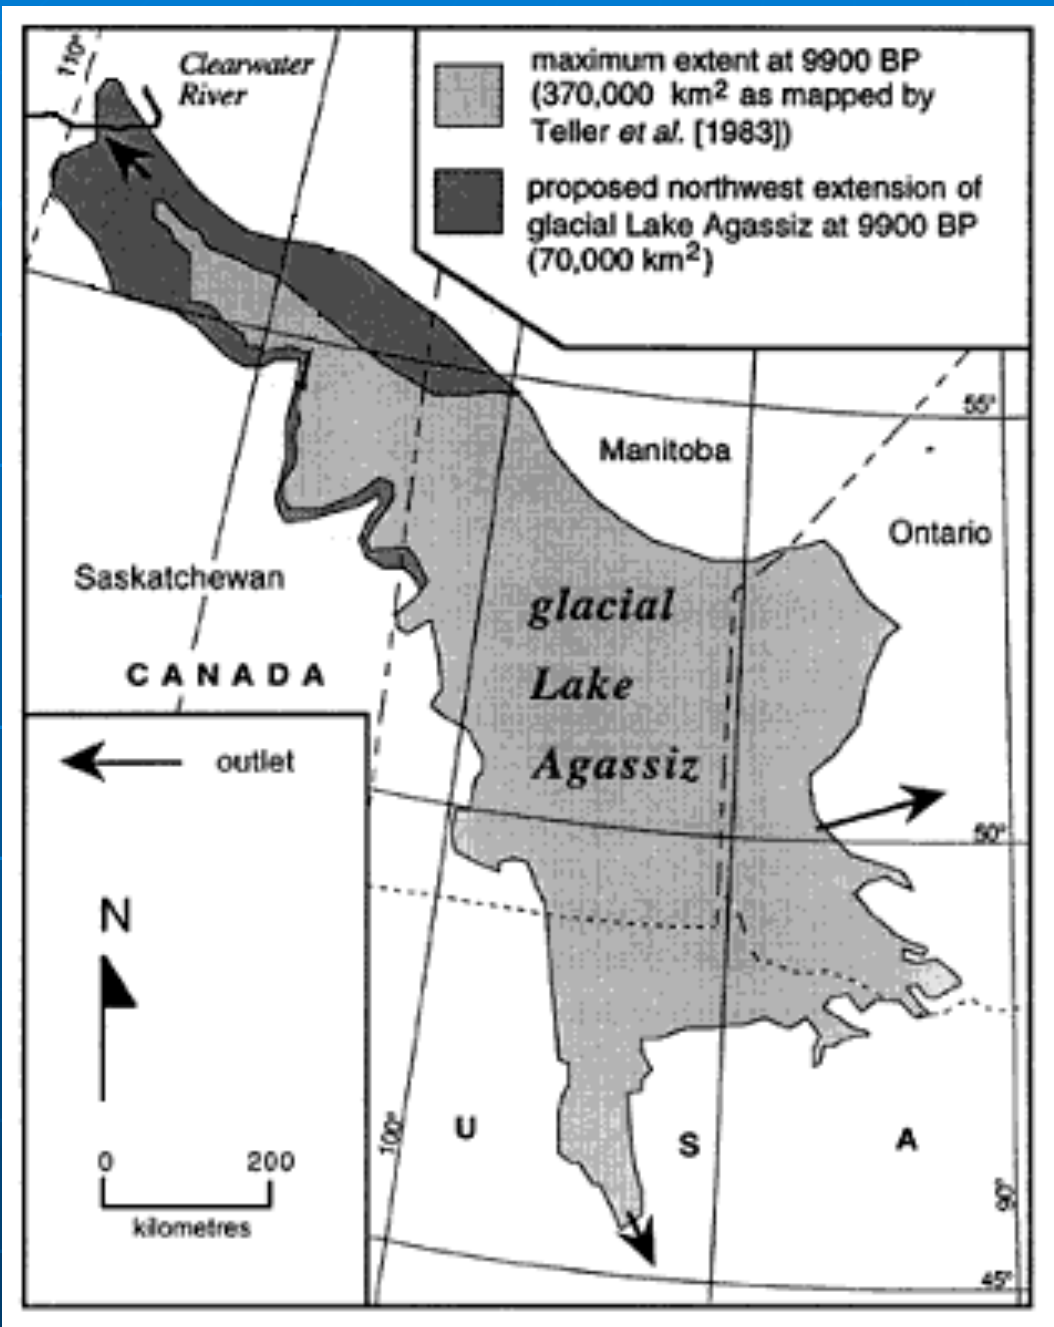 110°
Clearwater
River
maximum extent at 9900 BP
(370,000 km² as mapped by
Teller et al. [1983])
proposed northwest extension of
glacial Lake Agassiz at 9900 BP
(70,000 km²)
55°
Manitoba
Ontario
Saskatchewan
CANADA
glacial
Lake
Agassiz
outlet
50°
N
100°
U S A
0 200
kilometres
90°
45°